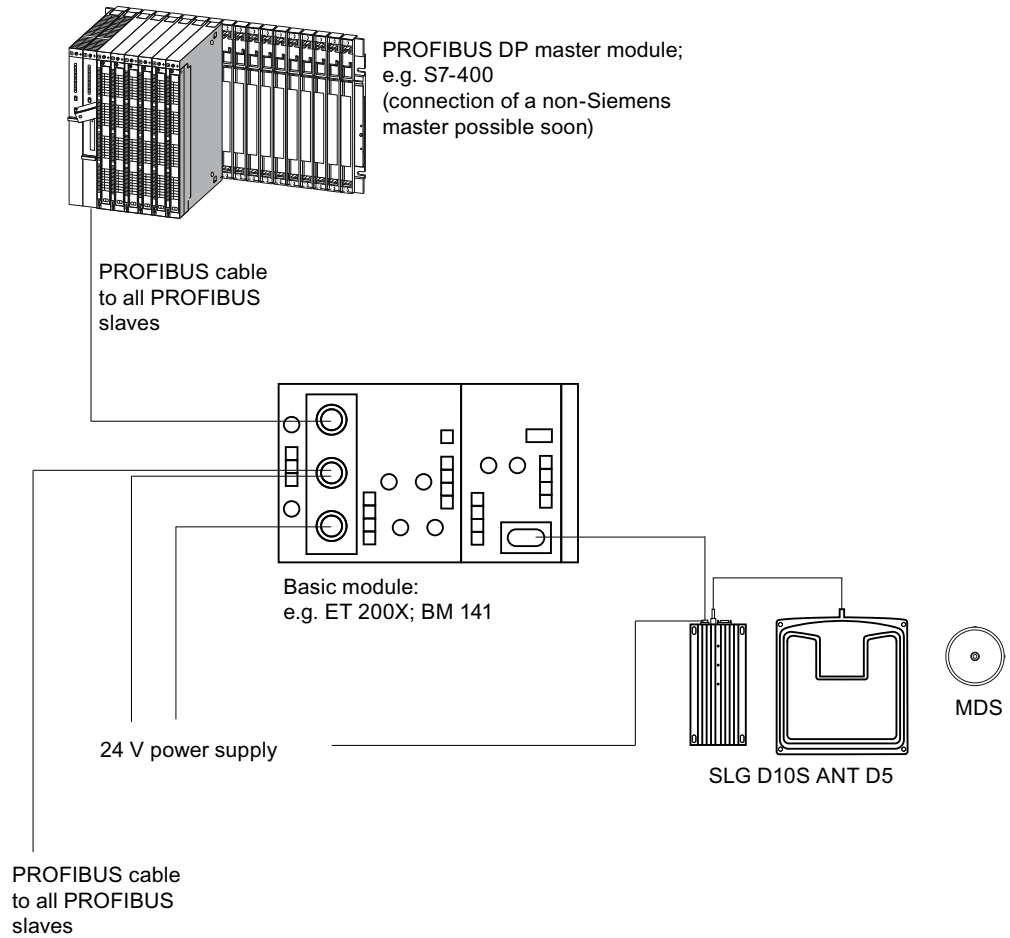 PROFIBUS DP master module;
e.g. S7-400
(connection of a non-Siemens
master possible soon)
PROFIBUS cable
to all PROFIBUS
slaves
Basic module:
e.g. ET 200X; BM 141
MDS
24 V power supply
SLG D10S ANT D5
PROFIBUS cable
to all PROFIBUS
slaves